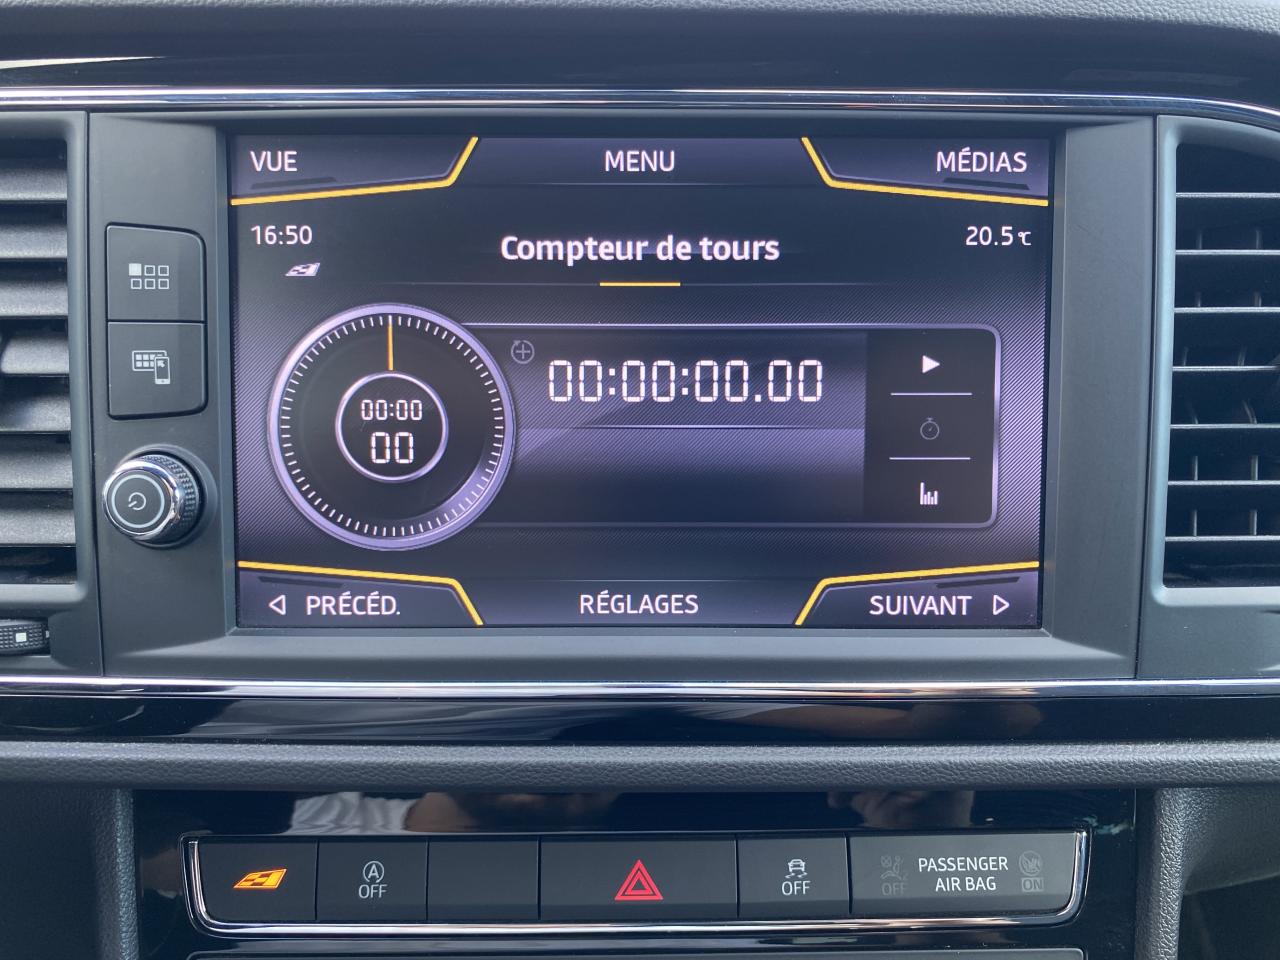 VUE
MENU
MÉDIAS
16:50
Compteur de tours
20.5℃
00:00:00.00
00:00
00
PRÉCÉD.
RÉGLAGES
SUIVANT
A
OFF
OFF
OFF
PASSENGER
AIR BAG
ON